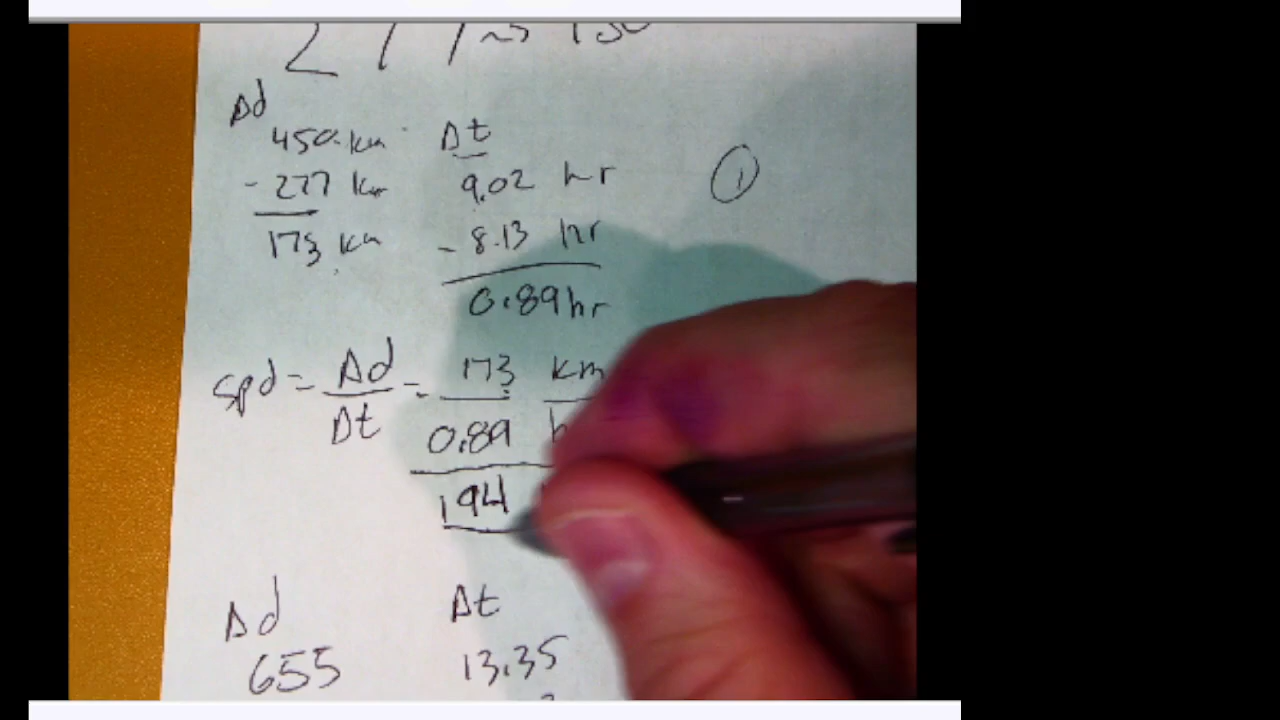 Δd
450. km Δt
- 277 km 9.02 hr ①
173 km - 8.13 hr
0.89 hr
spd = Δd/Δt = 173/0.89 km/h
194
Δd Δt
655 13.35